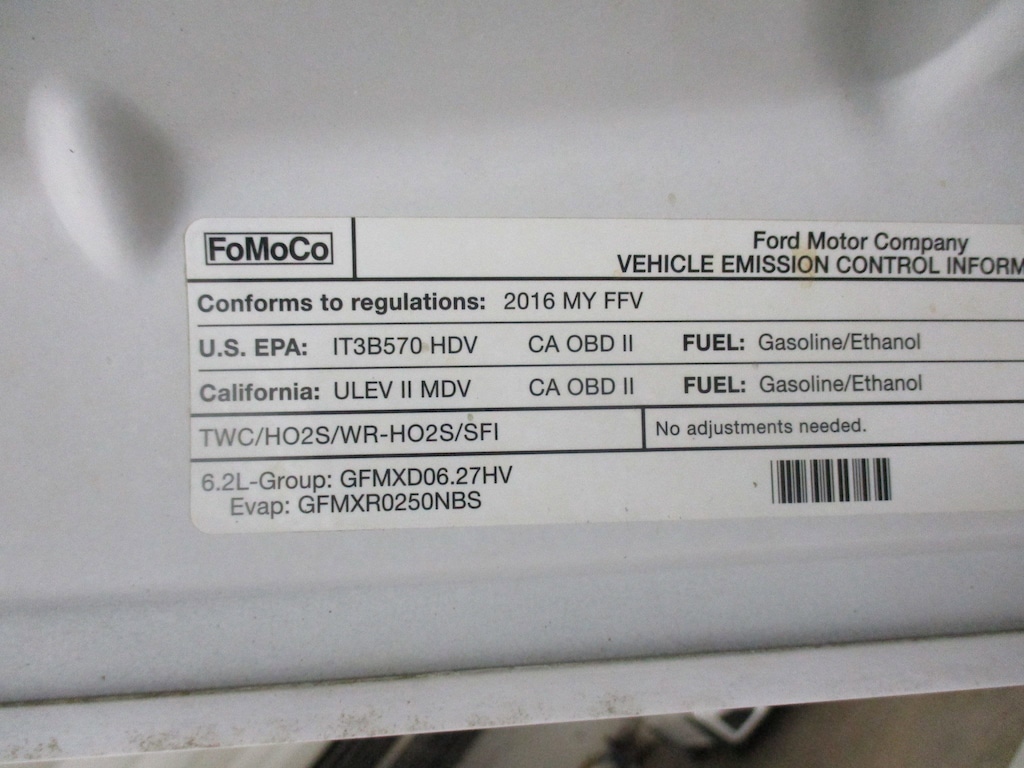 FoMoCo
Ford Motor Company
VEHICLE EMISSION CONTROL
Conforms to regulations: 2016 MY FFV
U.S. EPA: IT3B570 HDV CA OBD II FUEL: Gasoline/Ethanol
California: ULEV II MDV CA OBD II FUEL: Gasoline/Ethanol
TWC/HO2S/WR-HO2S/SFI
No adjustments needed.
6.2L-Group: GFMXD06.27HV
Evap: GFMXR0250NBS